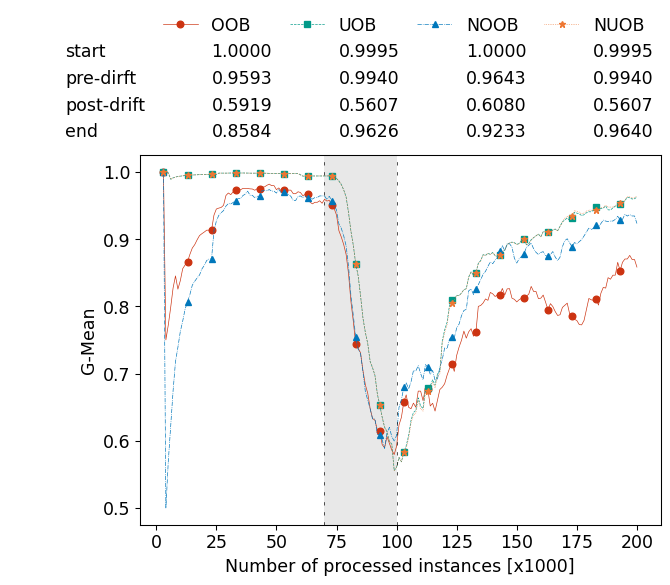 OOB UOB NOOB NUOB
start 1.0000 0.9995 1.0000 0.9995
pre-dirft 0.9593 0.9940 0.9643 0.9940
post-drift 0.5919 0.5607 0.6080 0.5607
end 0.8584 0.9626 0.9233 0.9640
1.0
0.9
0.8
0.7
0.6
0.5
G-Mean
0 25 50 75 100 125 150 175 200
Number of processed instances [x1000]